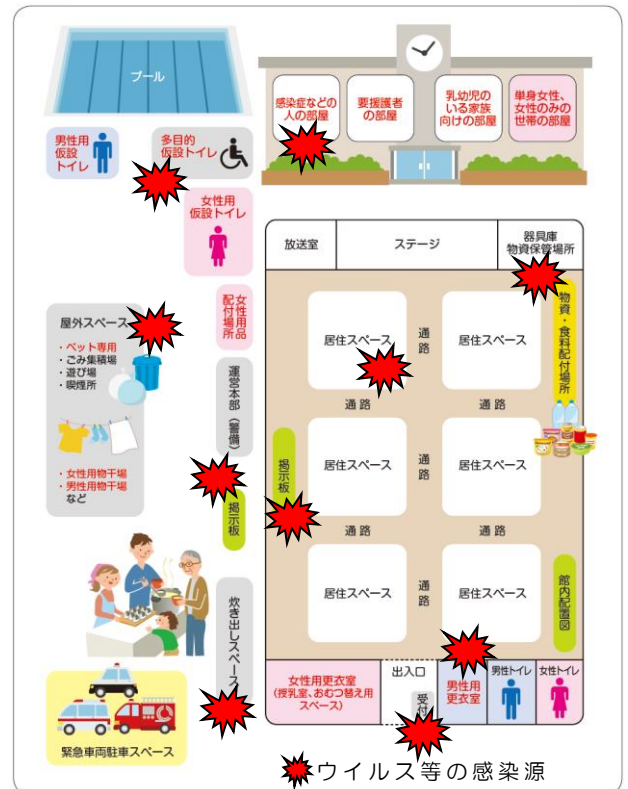 プール
感染症などの
人の部屋
要援護者
の部屋
乳幼児の
いる家族
向けの部屋
単身女性、
女性のみの
世帯の部屋
男性用
仮設
トイレ
多目的
仮設トイレ
女性用
仮設トイレ
放送室
ステージ
器具庫
物資保管場所
女性用品
配付場所
屋外スペース
・ペット専用
・ごみ集積場
・遊び場
・喫煙所
・女性用物干場
・男性用物干場
など
運営本部（警備）
掲示板
炊き出しスペース
緊急車両駐車スペース
居住スペース
通路
居住スペース
物資・食料配付場所
通路
通路
掲示板
居住スペース
通路
居住スペース
通路
通路
居住スペース
通路
居住スペース
館内配置図
女性用更衣室
（授乳室、おむつ替え用
スペース）
出入口
受付
男性用
更衣室
男性トイレ
女性トイレ
ウイルス等の感染源